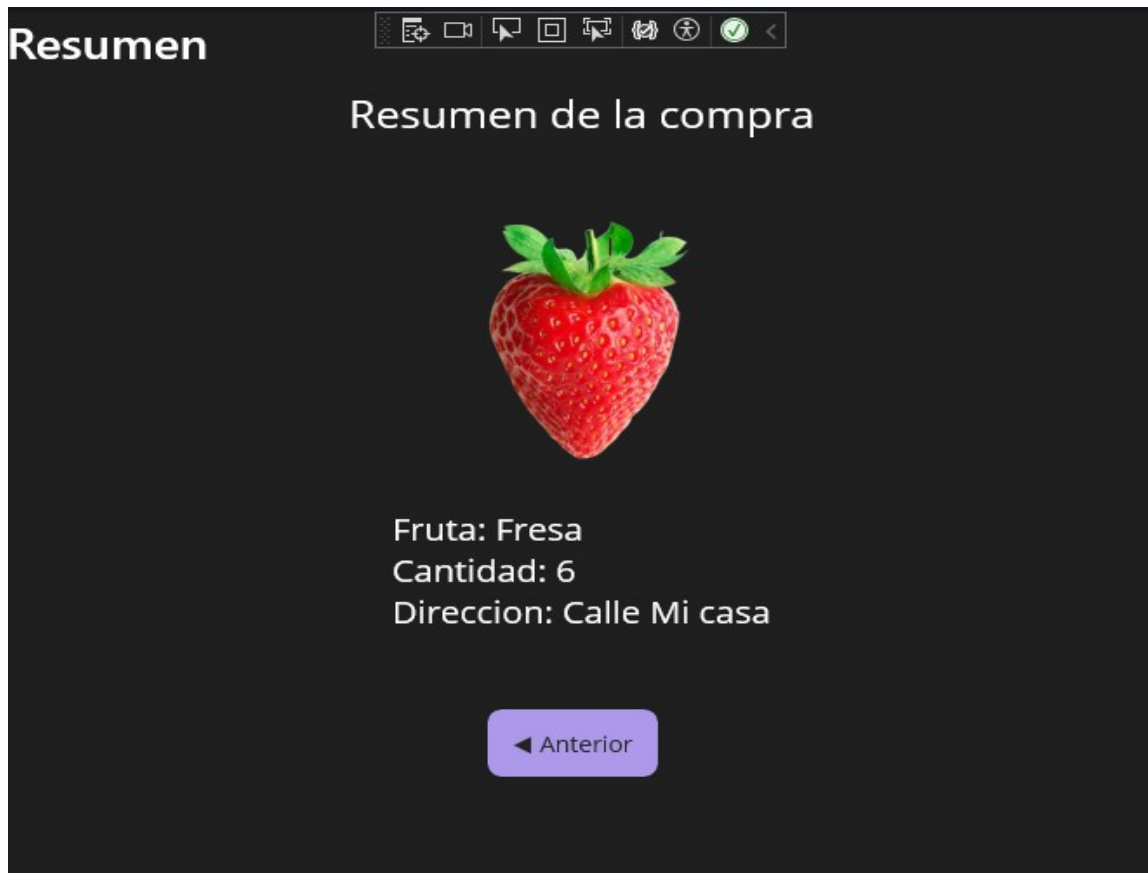 Resumen
Resumen de la compra
Fruta: Fresa
Cantidad: 6
Direccion: Calle Mi casa
◄ Anterior